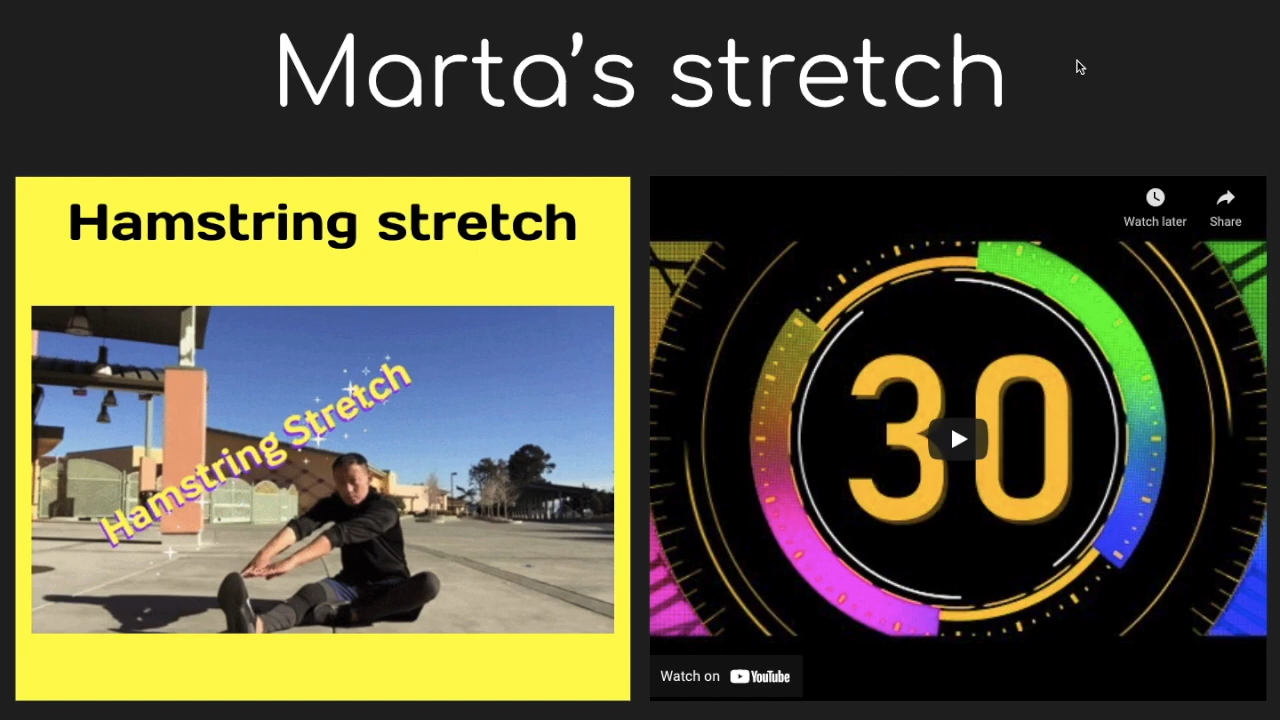 Marta’s stretch
Hamstring stretch
Hamstring Stretch
Watch later
Share
30
Watch on YouTube